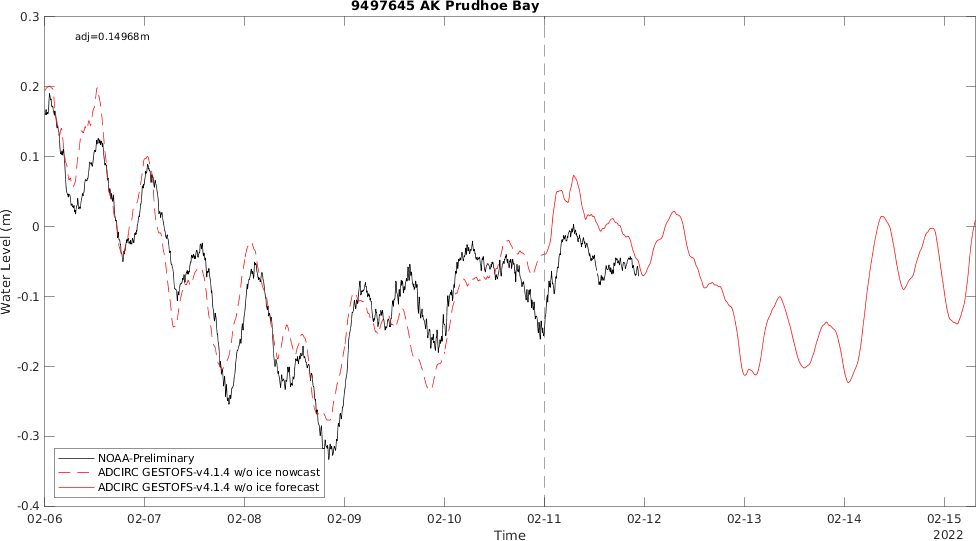 9497645 AK Prudhoe Bay
adj=0.14968m
0.3
0.2
0.1
0
-0.1
-0.2
-0.3
-0.4
Water Level (m)
NOAA-Preliminary
ADCIRC GESTOFS-v4.1.4 w/o ice nowcast
ADCIRC GESTOFS-v4.1.4 w/o ice forecast
02-06 02-07 02-08 02-09 02-10 02-11 02-12 02-13 02-14 02-15
Time
2022